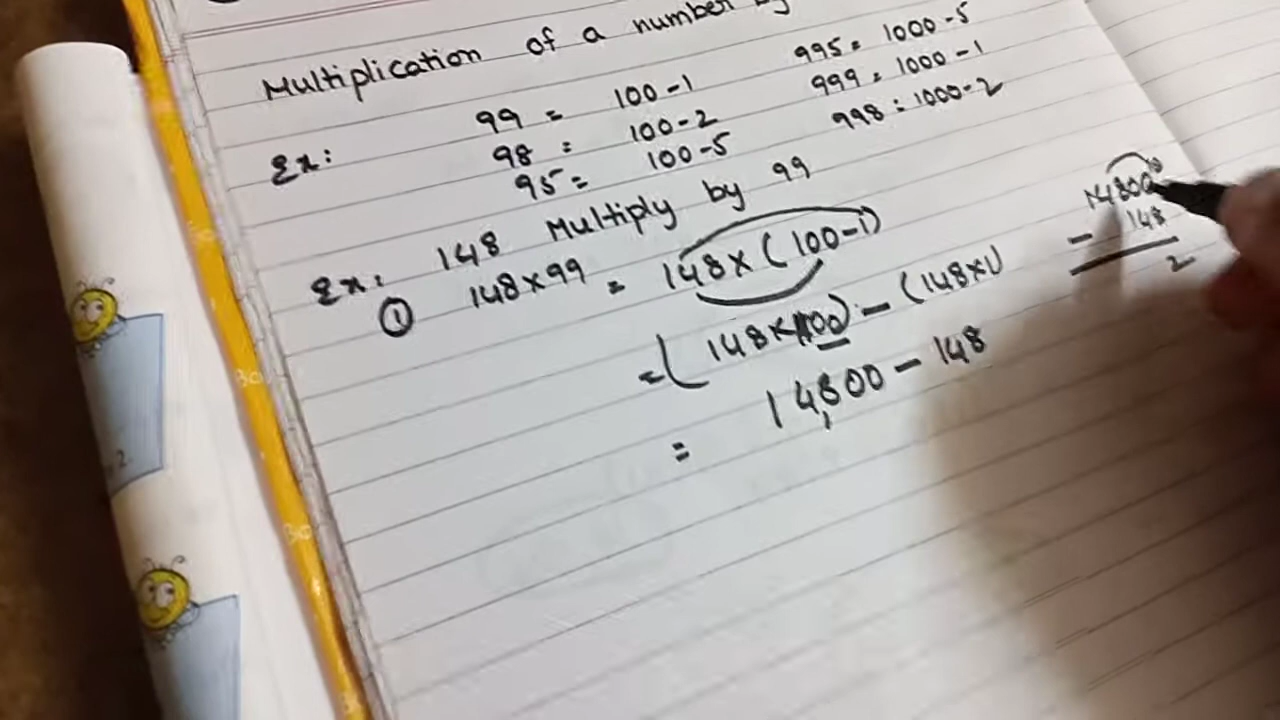 Multiplication of a number by
Ex:
99 = 100-1
98 = 100-2
95 = 100-5
995 = 1000-5
999 = 1000-1
998 = 1000-2
Ex: 148 Multiply by 99
① 148×99 = 148×(100-1)
= (148×100) - (148×1)
= 14,800 - 148
14800
- 148
2